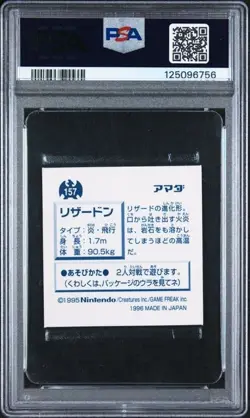 PSA
125096756
157
アマダ
リザードン
タイプ：炎・飛行
身長：1.7m
体重：90.5kg
リザードの進化形。
口から吐き出す火炎
は、岩石をも溶かし
てしまうほどの高温
だ。
●あそびかた● 2人対戦で遊びます。
(くわしくは、パッケージのウラを見てネ)
©1995 Nintendo/Creatures inc./GAME FREAK inc.
1996 MADE IN JAPAN